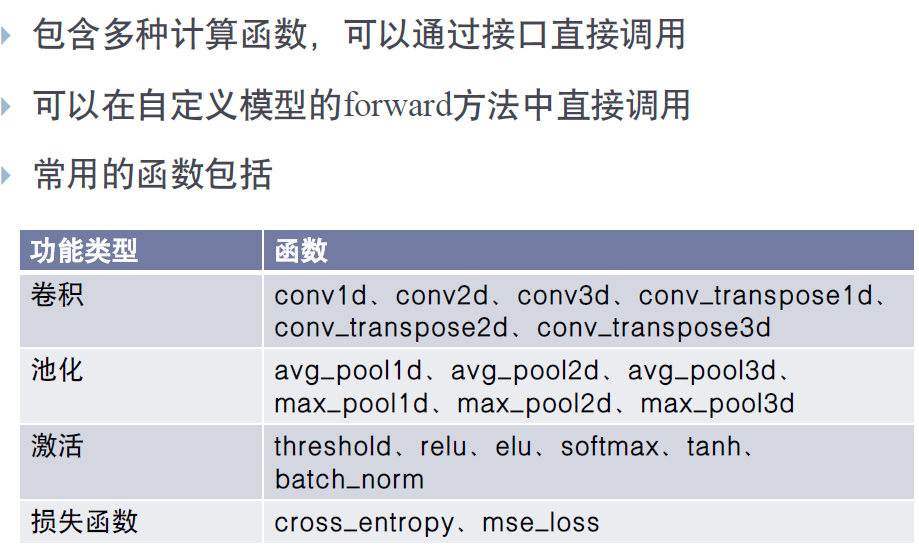 包含多种计算函数，可以通过接口直接调用
可以在自定义模型的forward方法中直接调用
常用的函数包括
功能类型 函数
卷积 conv1d、conv2d、conv3d、conv_transpose1d、
conv_transpose2d、conv_transpose3d
池化 avg_pool1d、avg_pool2d、avg_pool3d、
max_pool1d、max_pool2d、max_pool3d
激活 threshold、relu、elu、softmax、tanh、
batch_norm
损失函数 cross_entropy、mse_loss